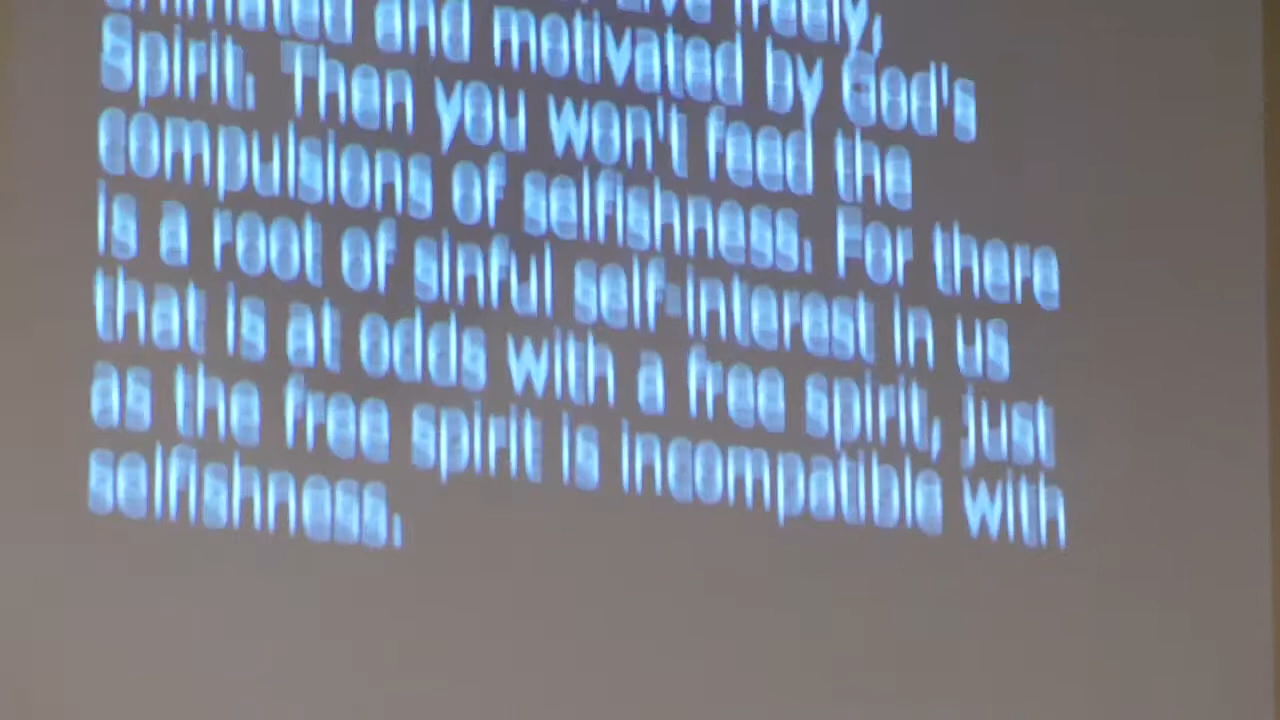 animated and motivated by God's
Spirit. Then you won't feed the
compulsions of selfishness. For there
is a root of sinful self-interest in us
that is at odds with a free spirit, just
as the free spirit is incompatible with
selfishness.